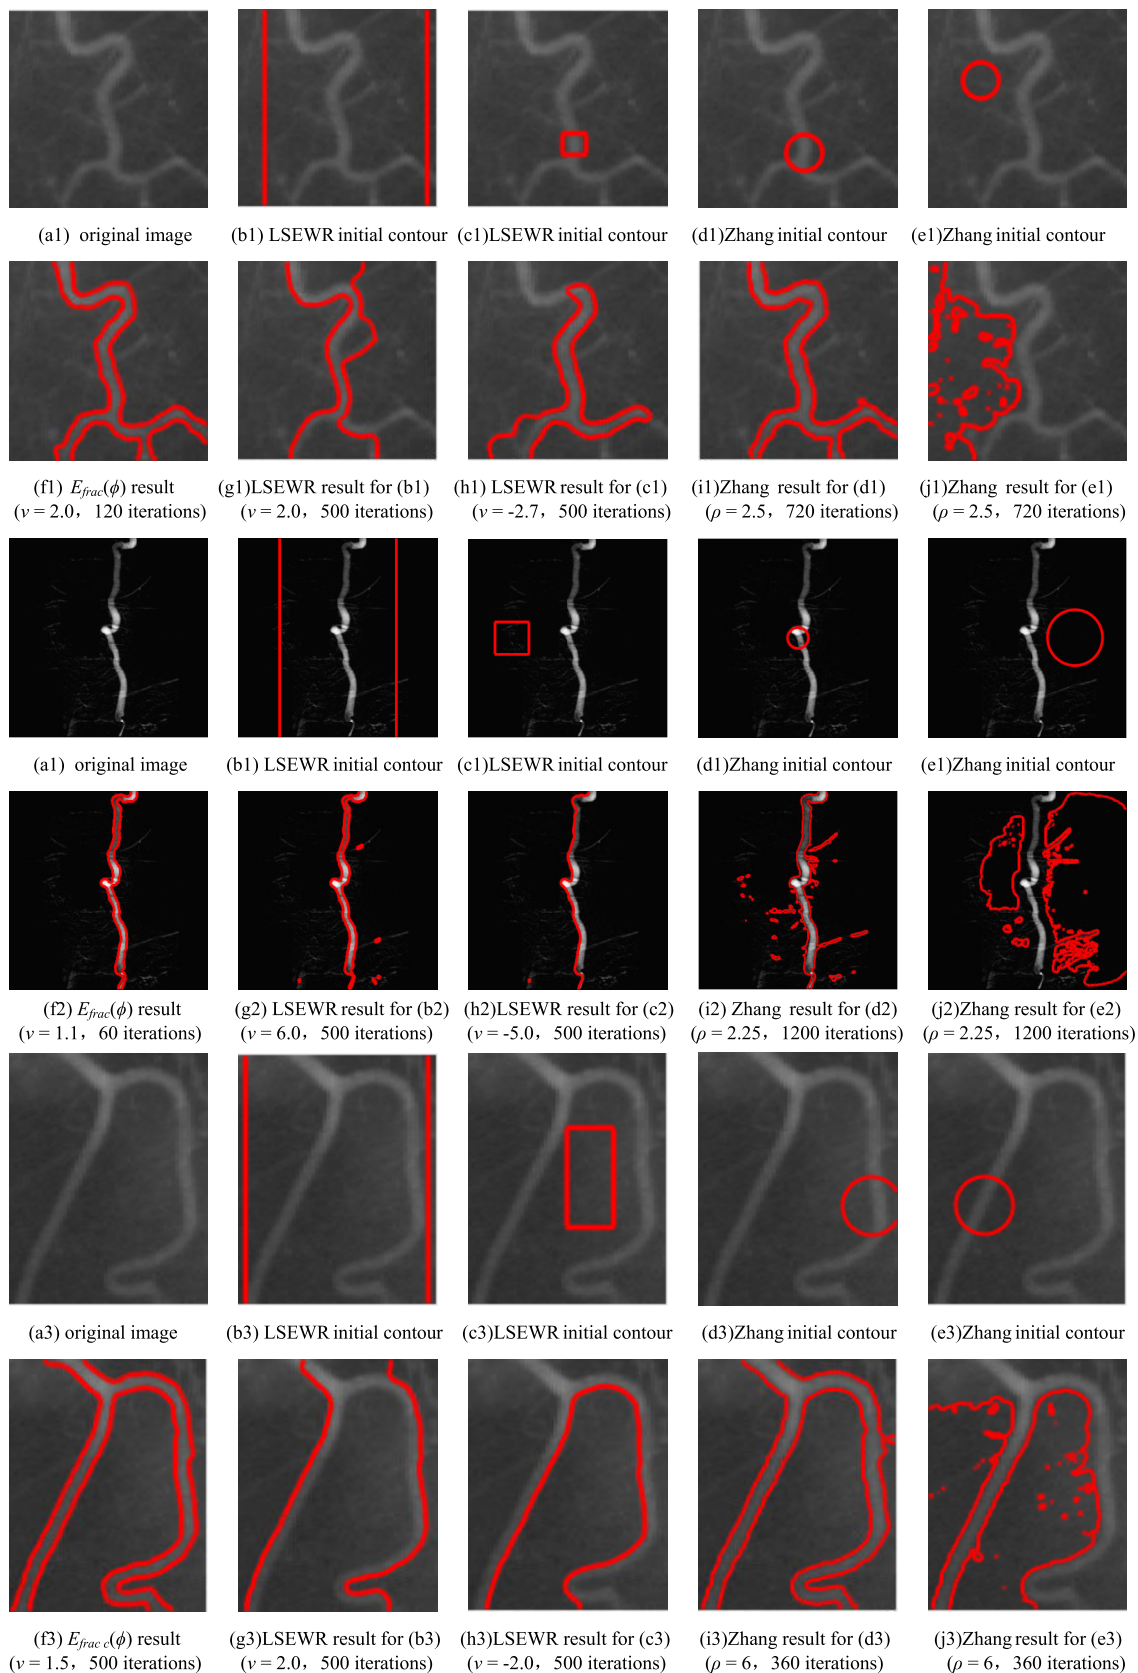 (a1) original image
(b1) LSEWR initial contour
(c1)LSEWR initial contour
(d1)Zhang initial contour
(e1)Zhang initial contour
(f1) Efrac(ϕ) result
(v = 2.0，120 iterations)
(g1)LSEWR result for (b1)
(v = 2.0，500 iterations)
(h1) LSEWR result for (c1)
(v = -2.7，500 iterations)
(i1)Zhang result for (d1)
(ρ = 2.5，720 iterations)
(j1)Zhang result for (e1)
(ρ = 2.5，720 iterations)
(a1) original image
(b1) LSEWR initial contour
(c1)LSEWR initial contour
(d1)Zhang initial contour
(e1)Zhang initial contour
(f2) Efrac(ϕ) result
(v = 1.1，60 iterations)
(g2) LSEWR result for (b2)
(v = 6.0，500 iterations)
(h2)LSEWR result for (c2)
(v = -5.0，500 iterations)
(i2) Zhang result for (d2)
(ρ = 2.25，1200 iterations)
(j2)Zhang result for (e2)
(ρ = 2.25，1200 iterations)
(a3) original image
(b3) LSEWR initial contour
(c3)LSEWR initial contour
(d3)Zhang initial contour
(e3)Zhang initial contour
(f3) Efrac c(ϕ) result
(v = 1.5，500 iterations)
(g3)LSEWR result for (b3)
(v = 2.0，500 iterations)
(h3)LSEWR result for (c3)
(v = -2.0，500 iterations)
(i3)Zhang result for (d3)
(ρ = 6，360 iterations)
(j3)Zhang result for (e3)
(ρ = 6，360 iterations)